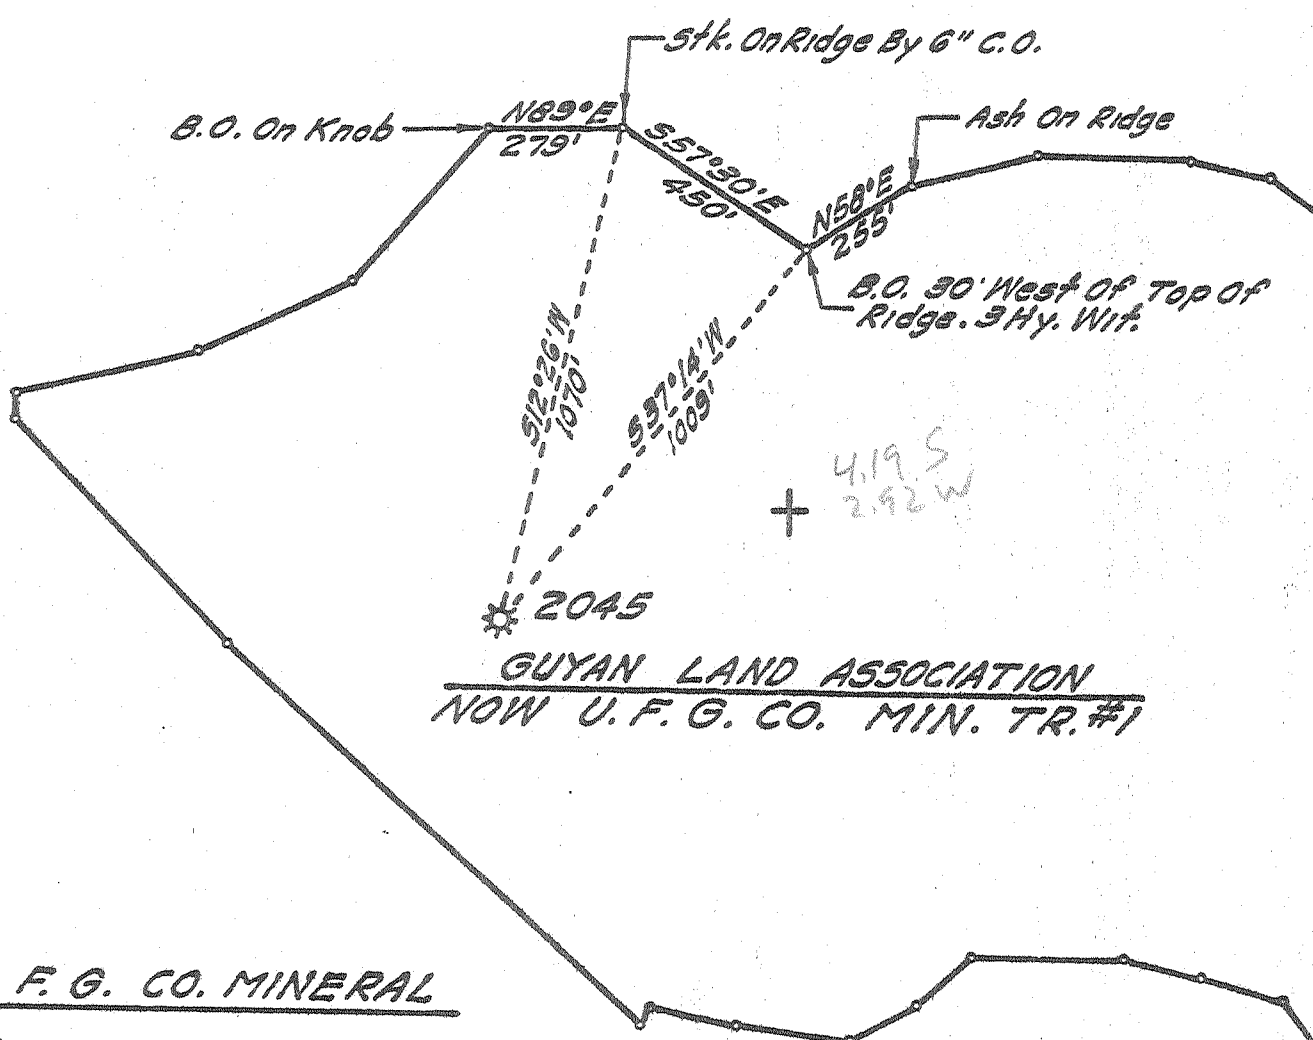 Stk. On Ridge By 6" C.O.
B.O. On Knob
N89°E
279'
S57°30'E
450'
N58°E
255'
Ash On Ridge
B.O. 30' West Of Top Of
Ridge. 3 Hy. Wit.
S12°26'W
1070'
S37°14'W
1009'
4.19 S
2.92 W
2045
GUYAN LAND ASSOCIATION
NOW U. F. G. CO. MIN. TR. #1
F. G. CO. MINERAL